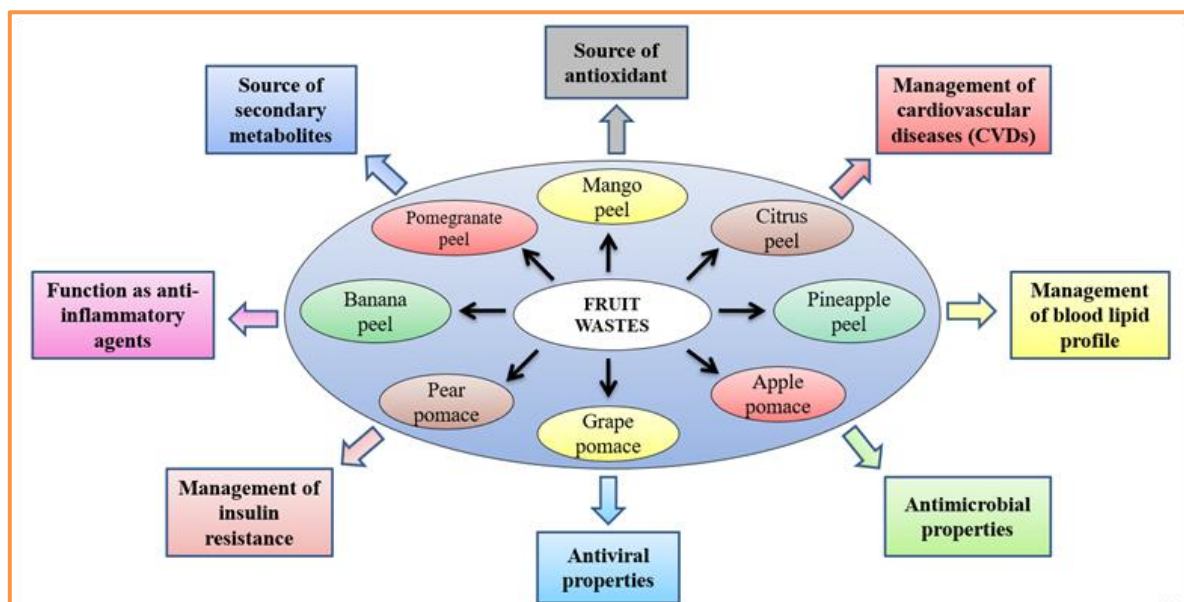 Source of
antioxidant
Source of
secondary
metabolites
Management of
cardiovascular
diseases (CVDs)
Mango
peel
Pomegranate
peel
Citrus
peel
Function as anti-
inflammatory
agents
Banana
peel
FRUIT
WASTES
Pineapple
peel
Management
of blood lipid
profile
Pear
pomace
Grape
pomace
Apple
pomace
Management of
insulin
resistance
Antiviral
properties
Antimicrobial
properties